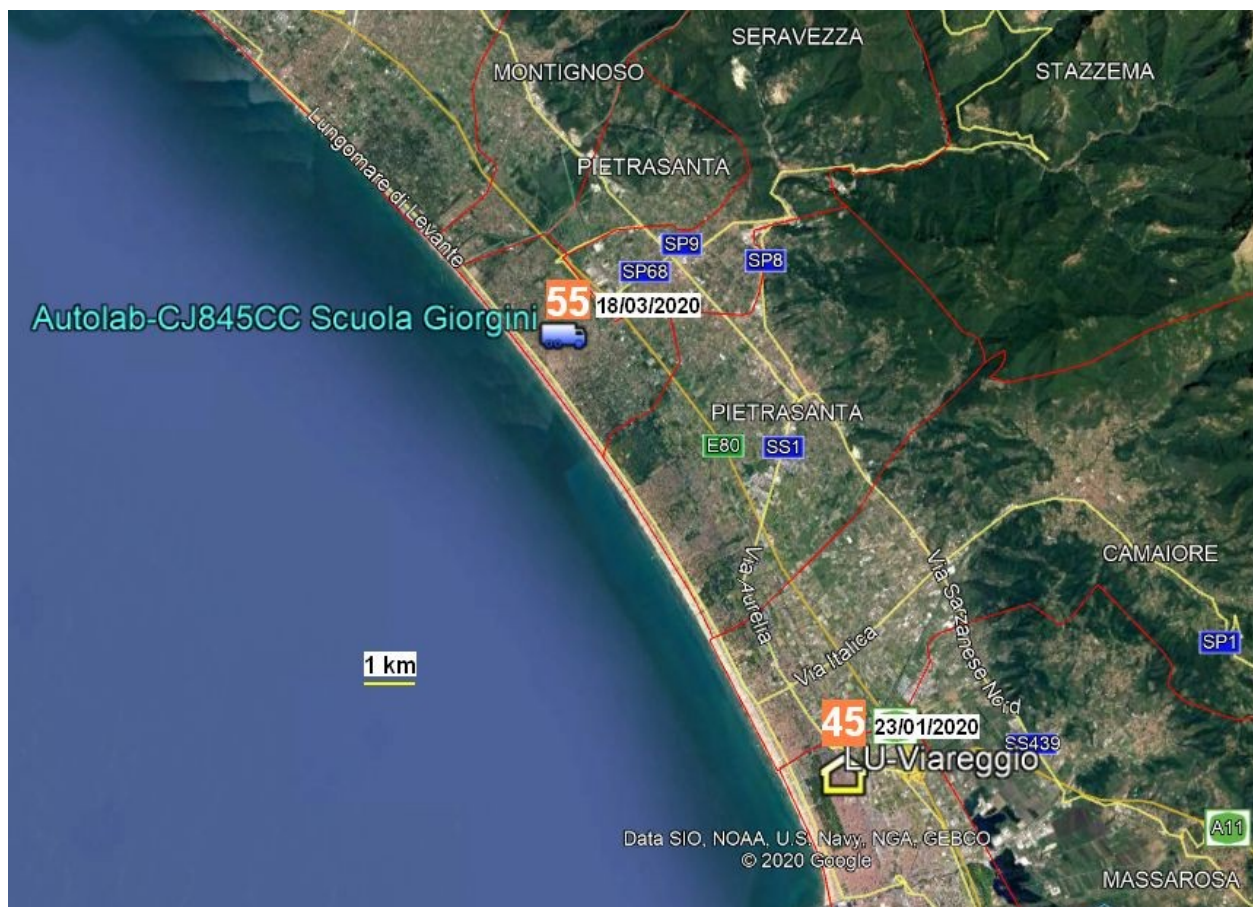 SERAVEZZA
MONTIGNOSO
STAZZEMA
Lungomare di Levante
PIETRASANTA
SP9
SP8
SP68
55
18/03/2020
Autolab-CJ845CC Scuola Giorgini
PIETRASANTA
E80
SS1
Via Aurelia
Via Sarzanese Nord
CAMAIORE
SP1
Via Italica
1 km
45
23/01/2020
SS439
LU-Viareggio
A11
Data SIO, NOAA, U.S. Navy, NGA, GEBCO
© 2020 Google
MASSAROSA